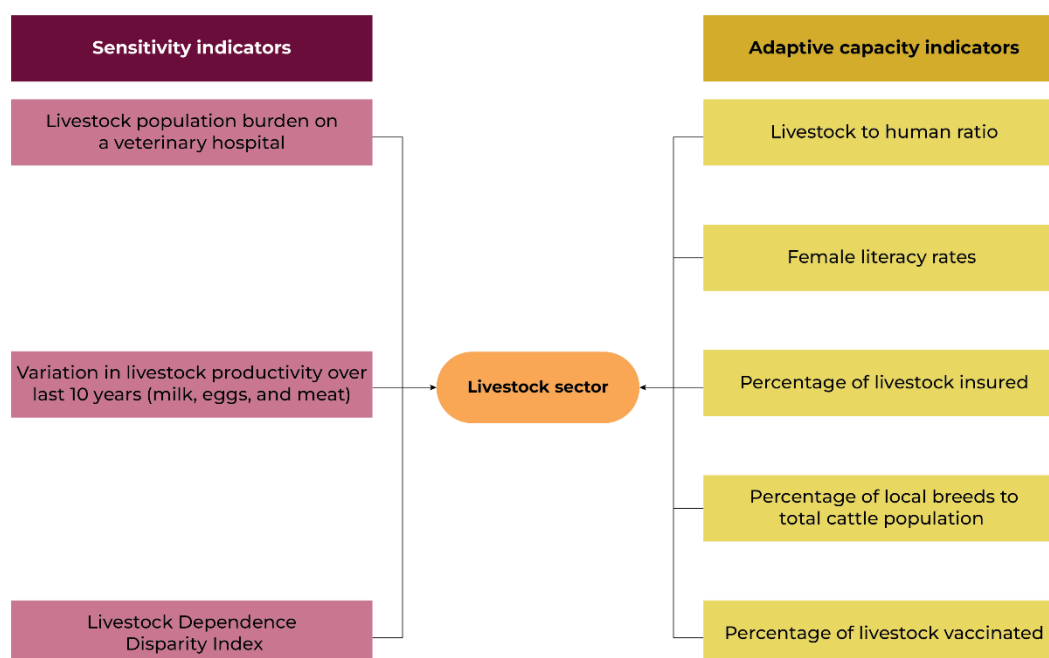 Sensitivity indicators
Adaptive capacity indicators
Livestock population burden on
a veterinary hospital
Livestock to human ratio
Female literacy rates
Variation in livestock productivity over
last 10 years (milk, eggs, and meat)
Livestock sector
Percentage of livestock insured
Percentage of local breeds to
total cattle population
Livestock Dependence
Disparity Index
Percentage of livestock vaccinated